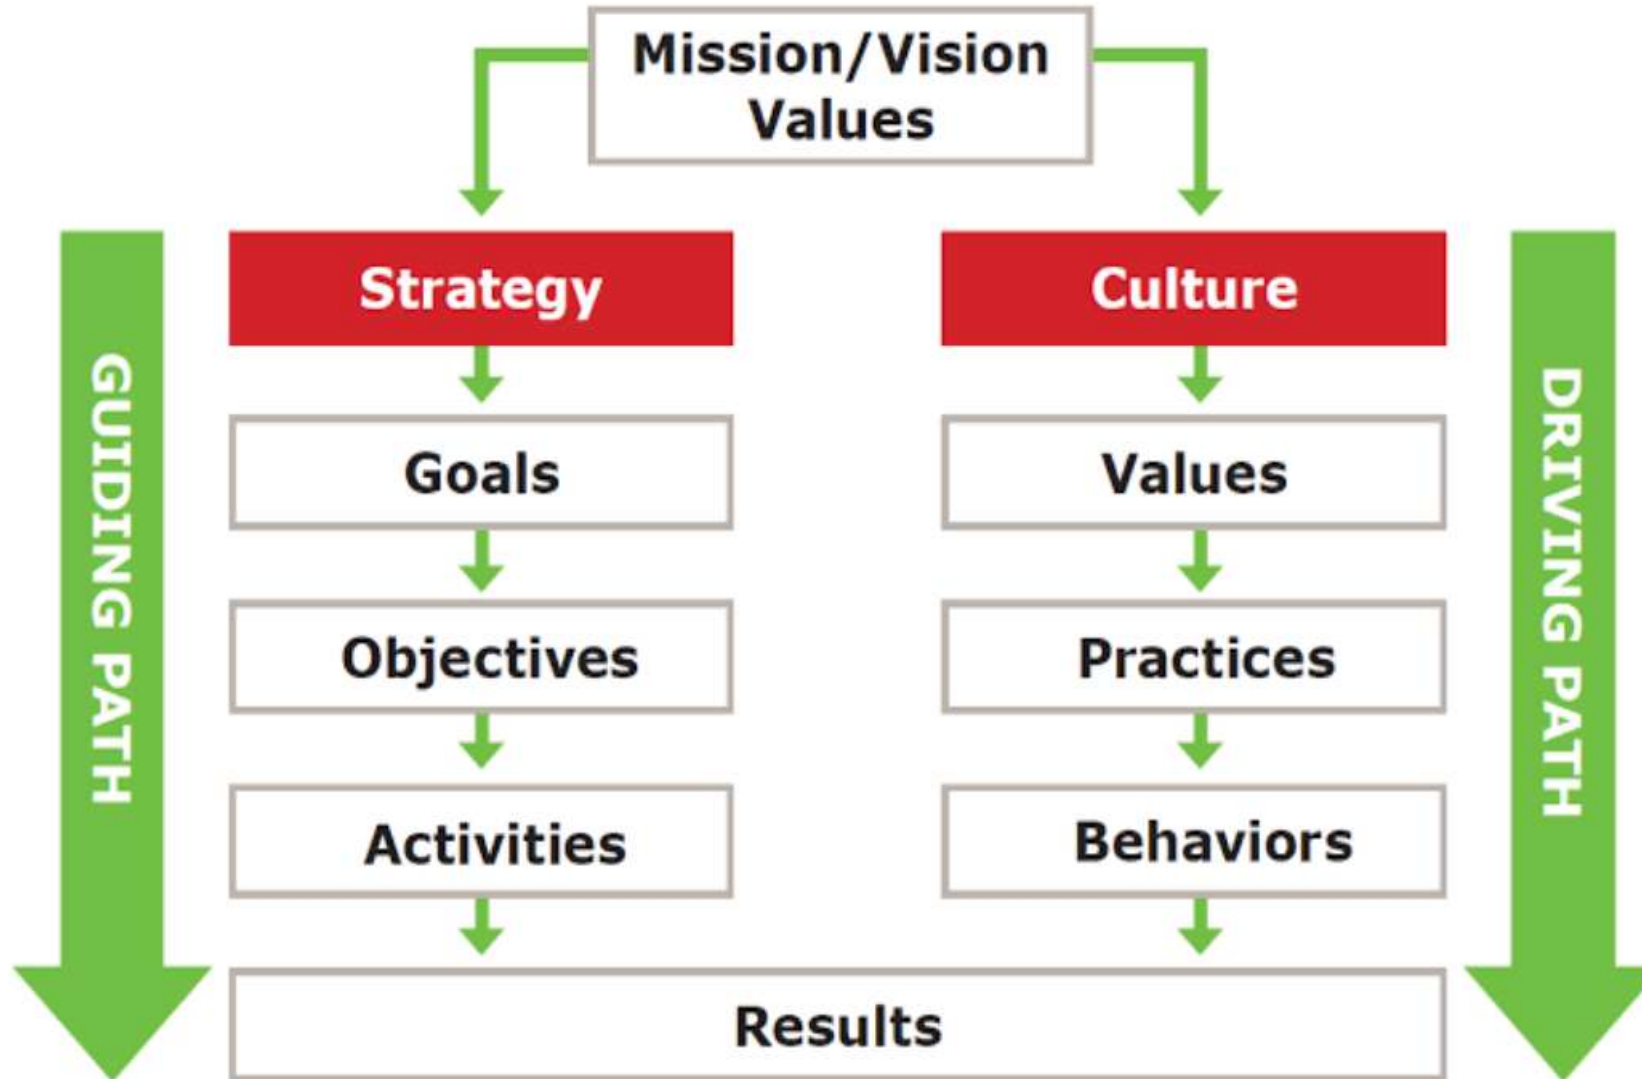 Mission/Vision
Values
Strategy
Culture
Goals
Values
Objectives
Practices
Activities
Behaviors
Results
GUIDING PATH
DRIVING PATH